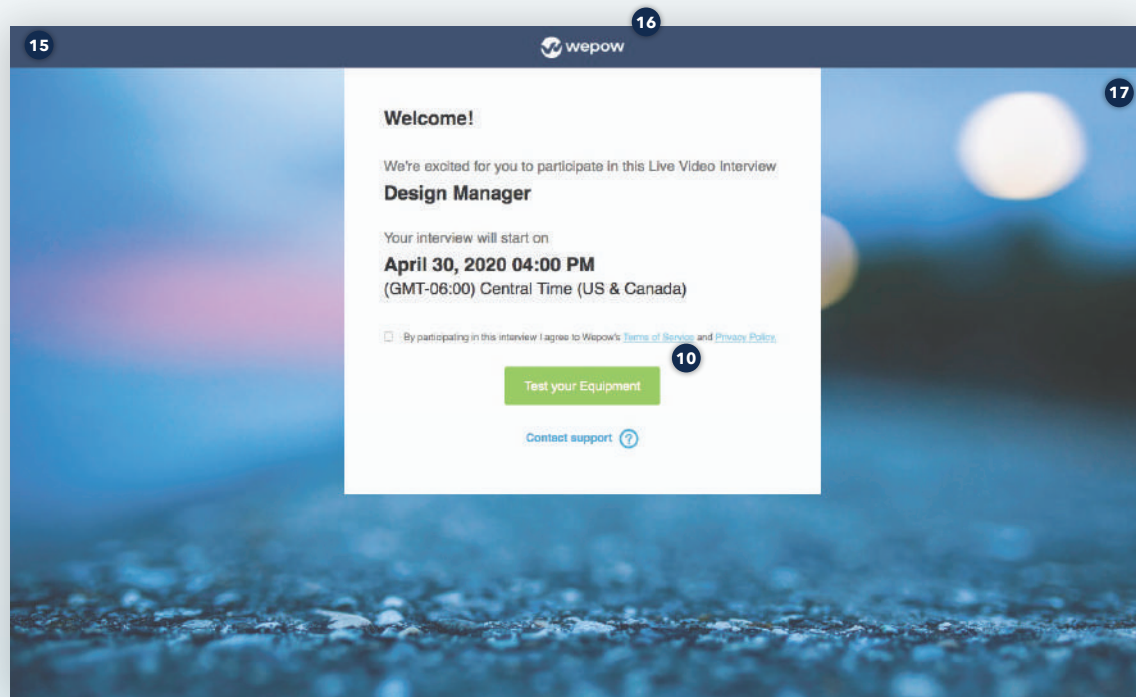 16
15
wepow
17
Welcome!
We're excited for you to participate in this Live Video Interview
Design Manager
Your interview will start on
April 30, 2020 04:00 PM
(GMT-06:00) Central Time (US & Canada)
By participating in this interview I agree to Wepow's Terms of Service and Privacy Policy.
10
Test your Equipment
Contact support ?